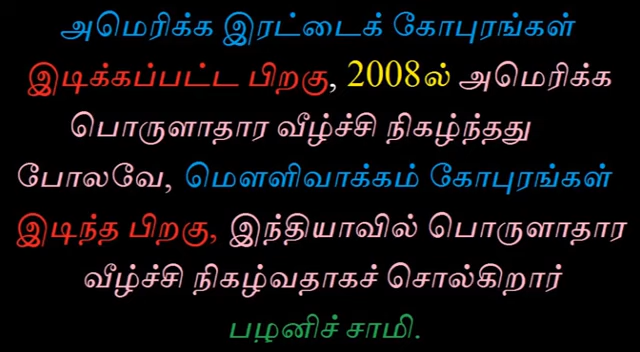 அமெரிக்க இரட்டைக் கோபுரங்கள்
இடிக்கப்பட்ட பிறகு, 2008ல் அமெரிக்க
பொருளாதார வீழ்ச்சி நிகழ்ந்தது
போலவே, மௌளிவாக்கம் கோபுரங்கள்
இடிந்த பிறகு, இந்தியாவில் பொருளாதார
வீழ்ச்சி நிகழ்வதாகச் சொல்கிறார்
பழனிச் சாமி.